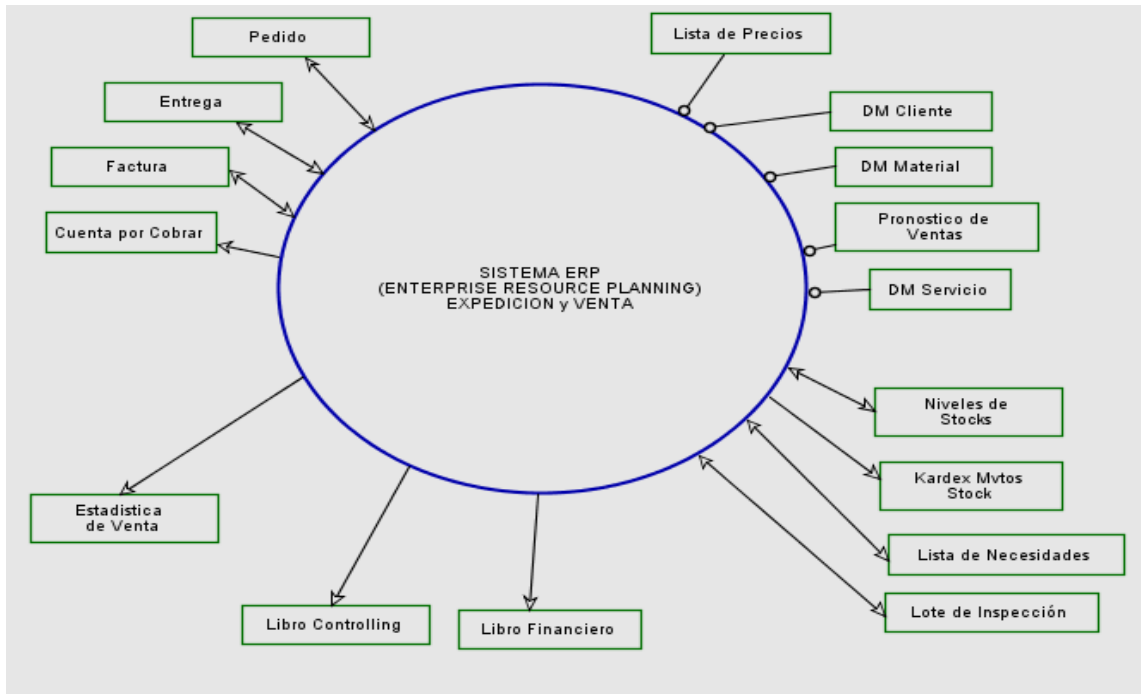 Pedido
Lista de Precios
Entrega
DM Cliente
Factura
DM Material
Cuenta por Cobrar
Pronostico de
Ventas
SISTEMA ERP
(ENTERPRISE RESOURCE PLANNING)
EXPEDICION y VENTA
DM Servicio
Niveles de
Stocks
Kardex Mvtos
Stock
Estadistica
de Venta
Lista de Necesidades
Libro Controlling
Libro Financiero
Lote de Inspección